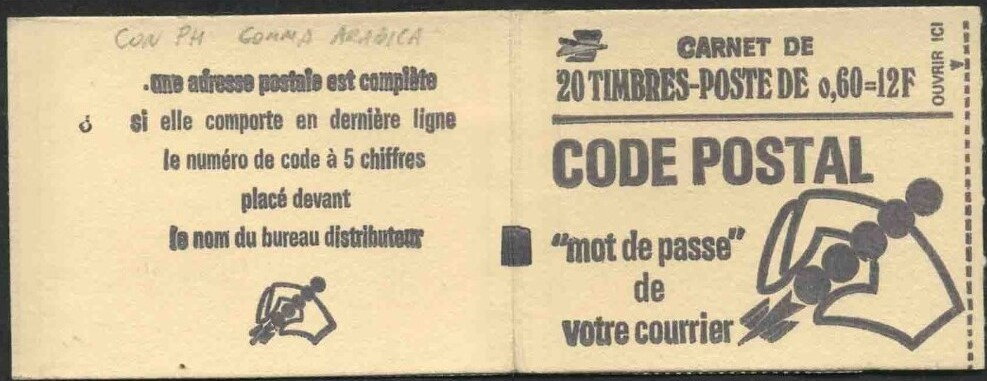 CON PH GOMMA ARABICA
.une adresse postale est complète
si elle comporte en dernière ligne
le numéro de code à 5 chiffres
placé devant
le nom du bureau distributeur
CARNET DE
20 TIMBRES-POSTE DE 0,60=12F
OUVRIR ICI
CODE POSTAL
"mot de passe"
de
votre courrier